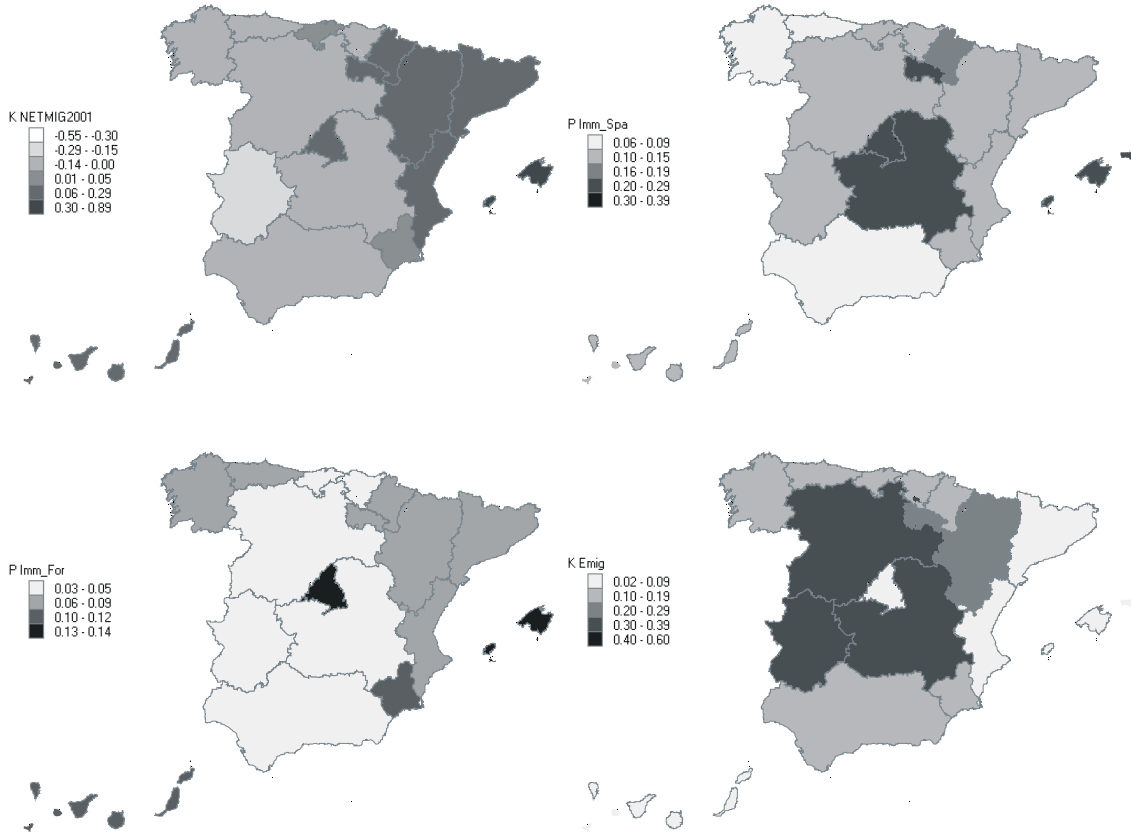 K NETMIG2001
-0.55 - -0.30
-0.29 - -0.15
-0.14 - 0.00
0.01 - 0.05
0.06 - 0.29
0.30 - 0.89
P Imm_Spa
0.06 - 0.09
0.10 - 0.15
0.16 - 0.19
0.20 - 0.29
0.30 - 0.39
P Imm_For
0.03 - 0.05
0.06 - 0.09
0.10 - 0.12
0.13 - 0.14
K Emig
0.02 - 0.09
0.10 - 0.19
0.20 - 0.29
0.30 - 0.39
0.40 - 0.60